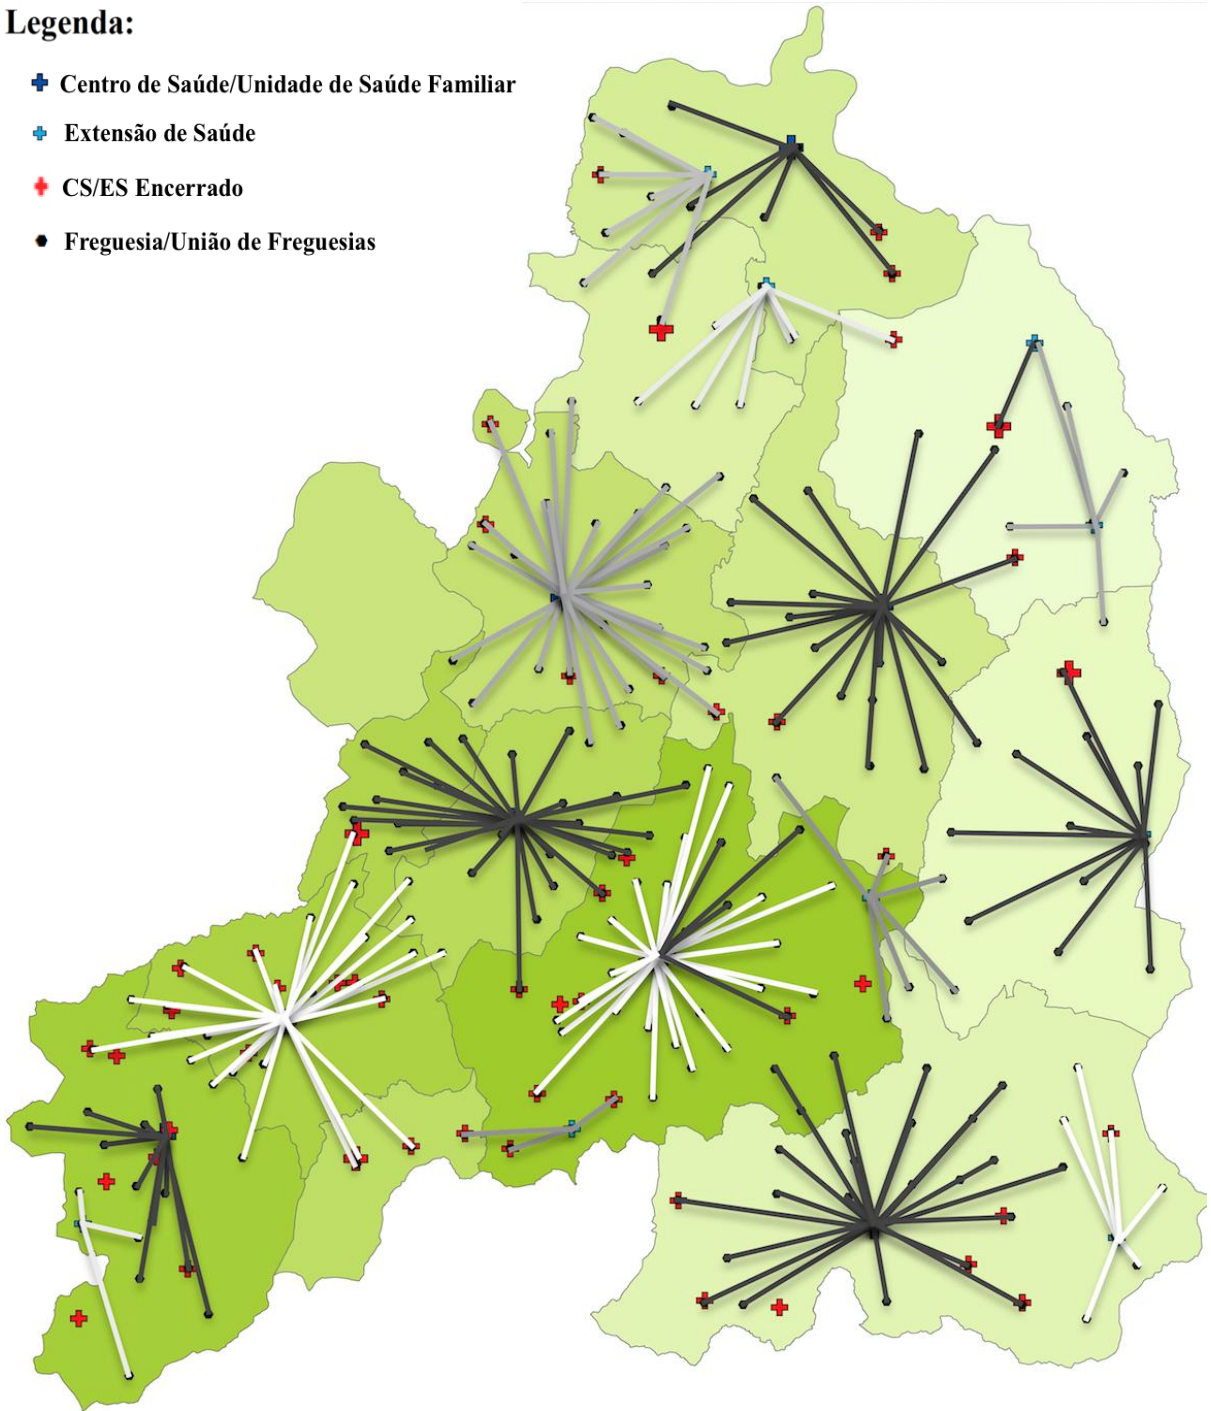 Legenda:
Centro de Saúde/Unidade de Saúde Familiar
Extensão de Saúde
CS/ES Encerrado
Freguesia/União de Freguesias